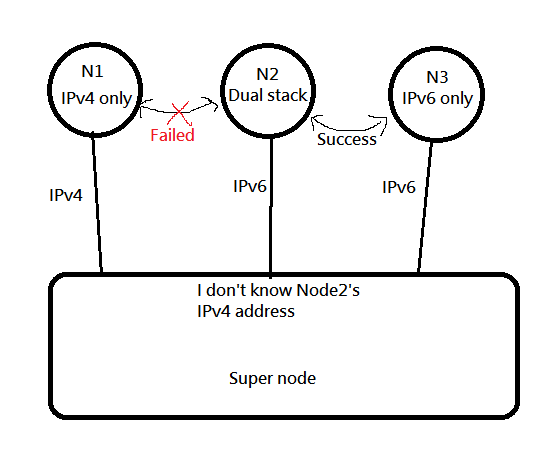 N1
IPv4 only
N2
Dual stack
N3
IPv6 only
Failed
Success
IPv4
IPv6
IPv6
I don't know Node2's
IPv4 address
Super node